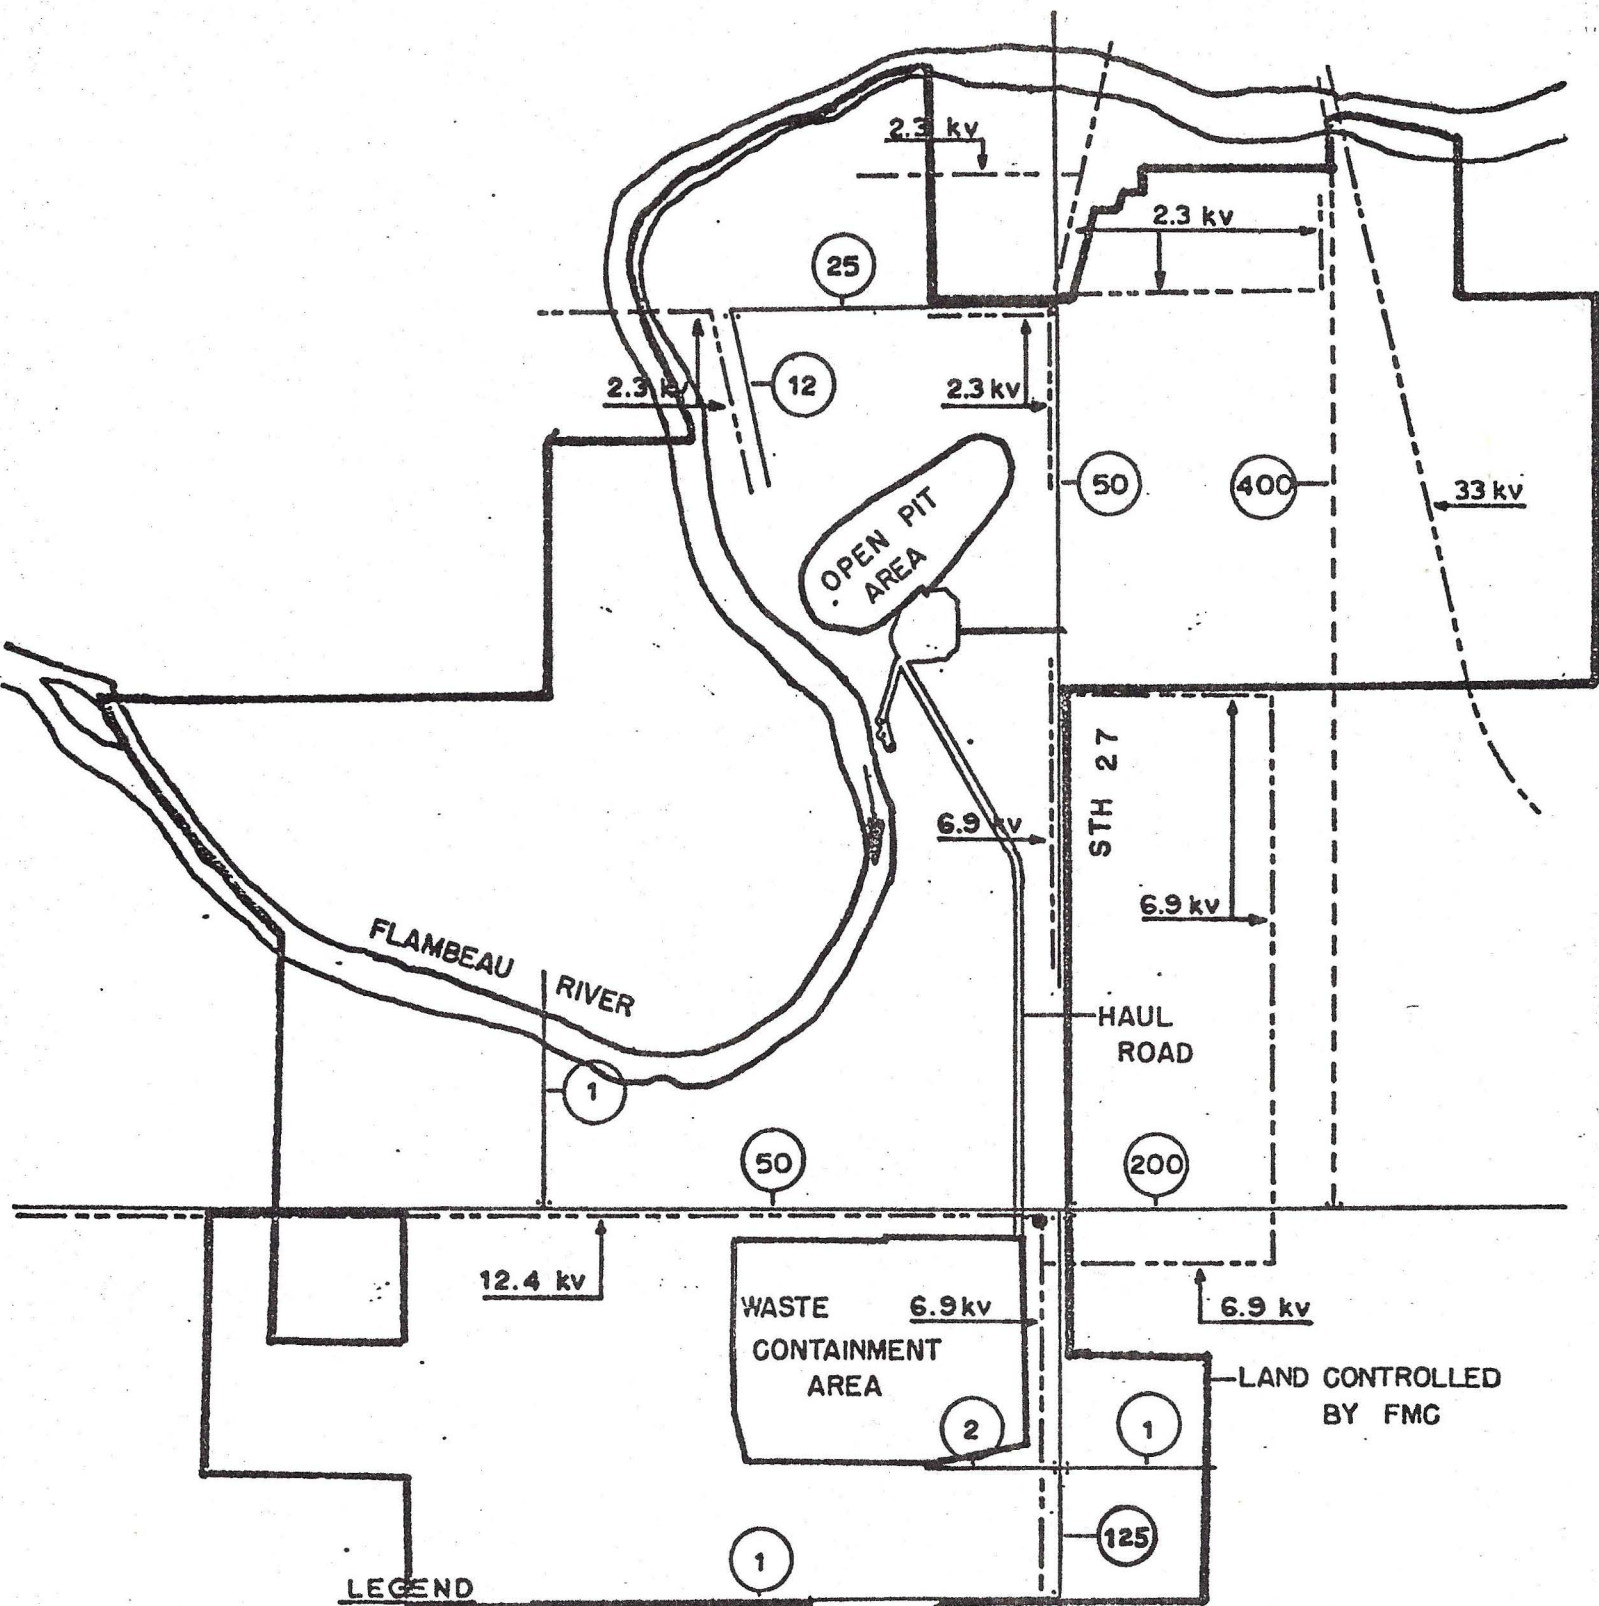 2.3 kv
2.3 kv
25
2.3 kv
12
2.3 kv
50
400
33 kv
OPEN PIT
AREA
STH 27
6.9 kv
6.9 kv
FLAMBEAU RIVER
HAUL
ROAD
1
50
200
12.4 kv
WASTE
CONTAINMENT
AREA
6.9 kv
6.9 kv
LAND CONTROLLED
BY FMC
2
1
125
1
LEGEND